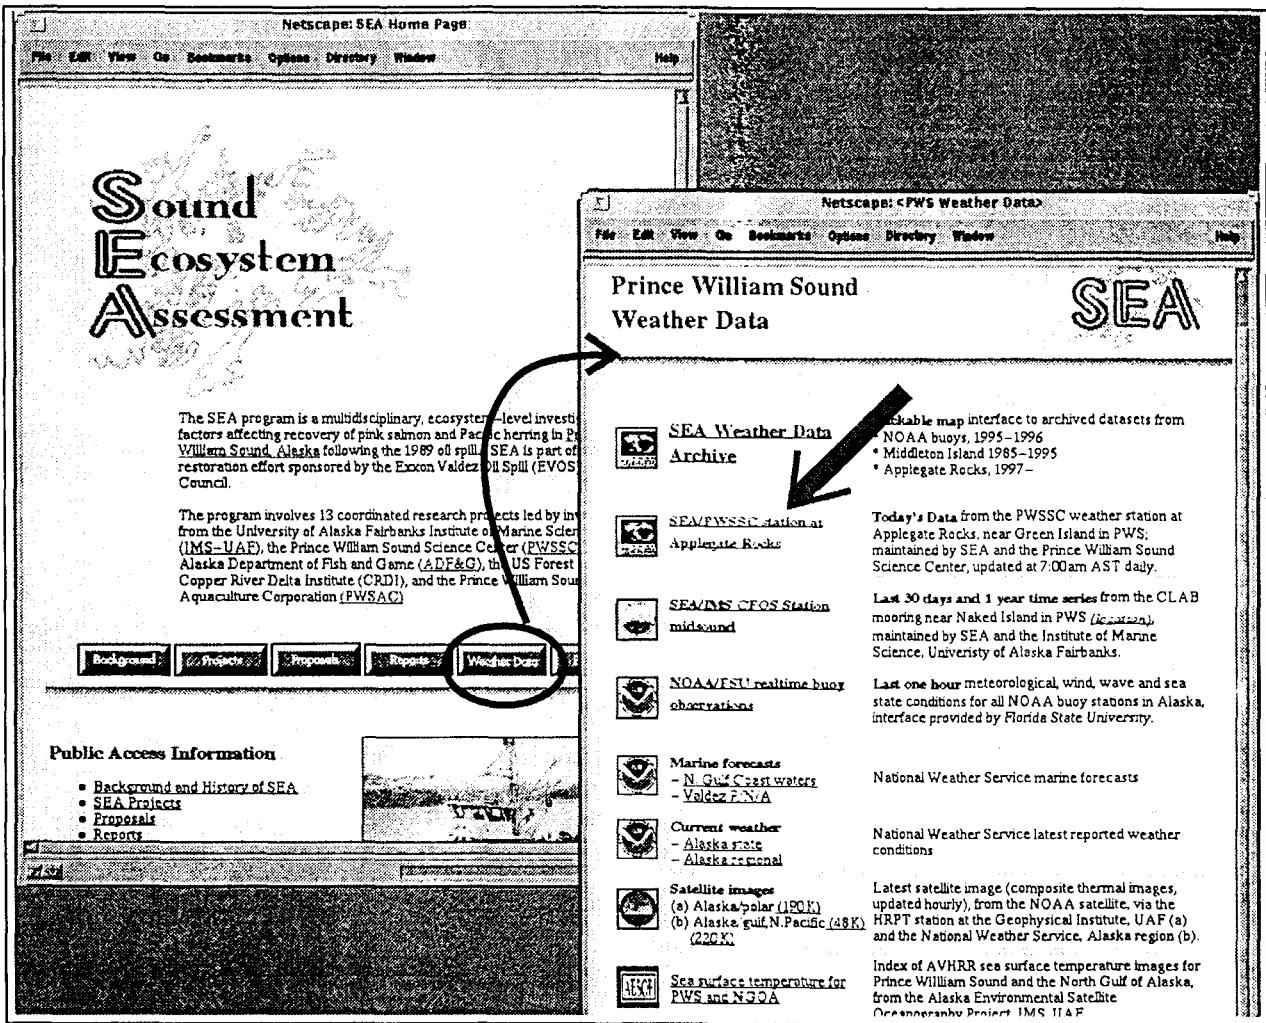 Netscape: SEA Home Page
File Edit View Go Bookmarks Options Directory Window Help
Sound
Ecosystem
Assessment
The SEA program is a multidisciplinary, ecosystem-level investi
factors affecting recovery of pink salmon and Pacific herring in P
William Sound, Alaska following the 1989 oil spill. SEA is part of
restoration effort sponsored by the Exxon Valdez Oil Spill (EVOS)
Council.
The program involves 13 coordinated research projects led by in
from the University of Alaska Fairbanks Institute of Marine Scien
(IMS-UAF), the Prince William Sound Science Center (PWSSC)
Alaska Department of Fish and Game (ADF&G), the US Forest
Copper River Delta Institute (CRDI), and the Prince William Soun
Aquaculture Corporation (PWSAC)
Background Projects Proposals Reports Weather Data
Public Access Information
Background and History of SEA
SEA Projects
Proposals
Reports
Netscape: <PWS Weather Data>
File Edit View Go Bookmarks Options Directory Window Help
Prince William Sound
Weather Data
SEA
SEA Weather Data
Archive
ckable map interface to archived datasets from
* NOAA buoys, 1995-1996
* Middleton Island 1985-1995
* Applegate Rocks, 1997-
SEA/PWSSC station at
Applegate Rocks
Today's Data from the PWSSC weather station at
Applegate Rocks, near Green Island in PWS;
maintained by SEA and the Prince William Sound
Science Center, updated at 7:00am AST daily.
SEA/IMS CFOS Station
midsound
Last 30 days and 1 year time series from the CLAB
mooring near Naked Island in PWS (location),
maintained by SEA and the Institute of Marine
Science, Univeristy of Alaska Fairbanks.
NOAA/FSU realtime buoy
observations
Last one hour meteorological, wind, wave and sea
state conditions for all NOAA buoy stations in Alaska,
interface provided by Florida State University.
Marine forecasts
- N. Gulf Coast waters
- Valdez
National Weather Service marine forecasts
Current weather
- Alaska state
- Alaska regional
National Weather Service latest reported weather
conditions
Satellite images
(a) Alaska/polar (190K)
(b) Alaska gulf, N.Pacific (48K)
(220K)
Latest satellite image (composite thermal images,
updated hourly), from the NOAA satellite, via the
HRPT station at the Geophysical Institute, UAF (a)
and the National Weather Service, Alaska region (b).
Sea surface temperature for
PWS and NGOA
Index of AVHRR sea surface temperature images for
Prince William Sound and the North Gulf of Alaska,
from the Alaska Environmental Satellite
Oceanography Project, IMS, UAF